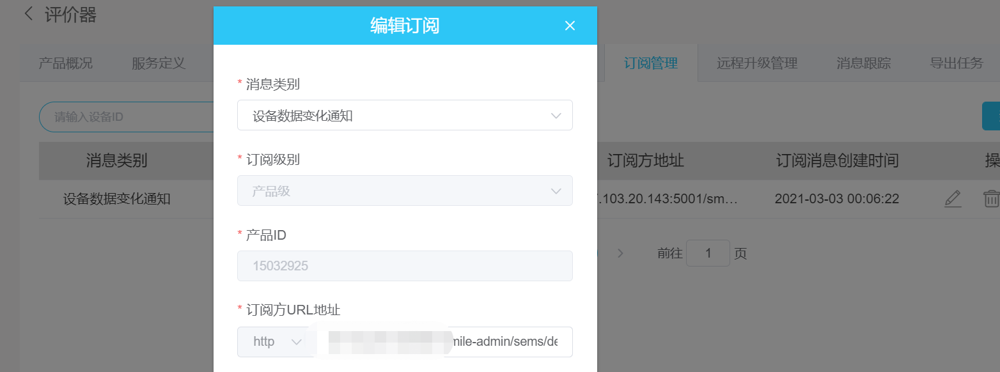 评价器
编辑订阅
产品概况
服务定义
订阅管理
远程升级管理
消息跟踪
导出任务
* 消息类别
设备数据变化通知
* 订阅级别
产品级
* 产品ID
15032925
* 订阅方URL地址
http
mile-admin/sems/de
请输入设备ID
消息类别
订阅方地址
订阅消息创建时间
操
设备数据变化通知
.103.20.143:5001/sm…
2021-03-03 00:06:22
前往 1 页